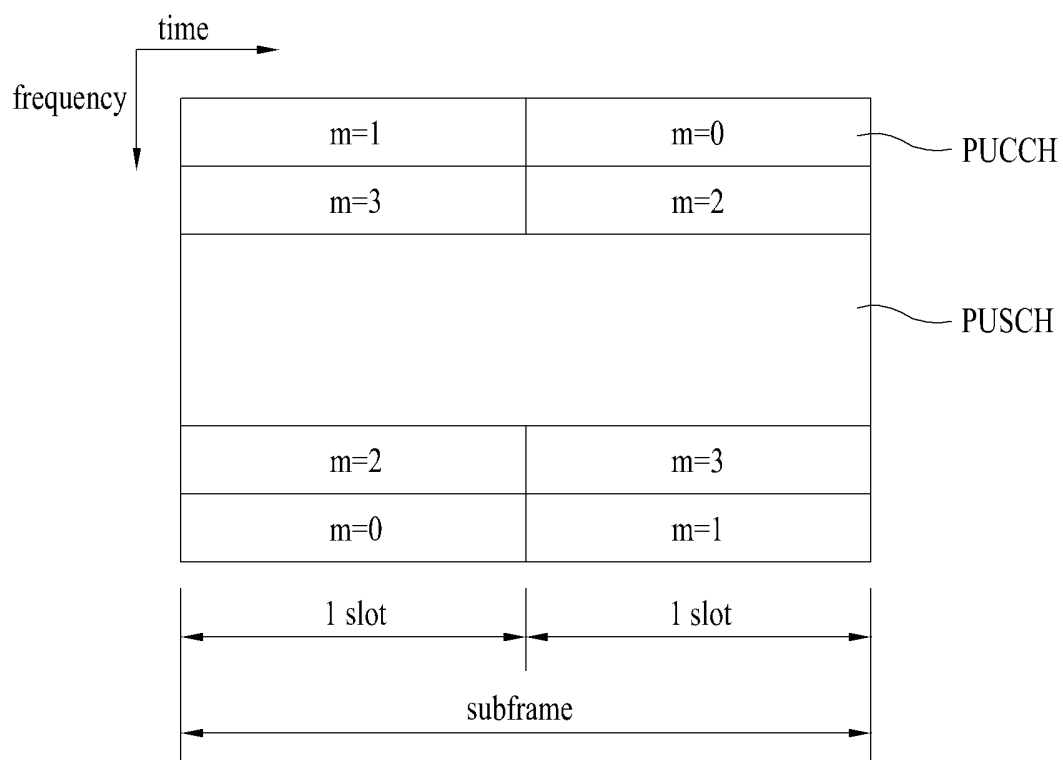 time
frequency
m=1 m=0
PUCCH
m=3 m=2
PUSCH
m=2 m=3
m=0 m=1
1 slot 1 slot
subframe